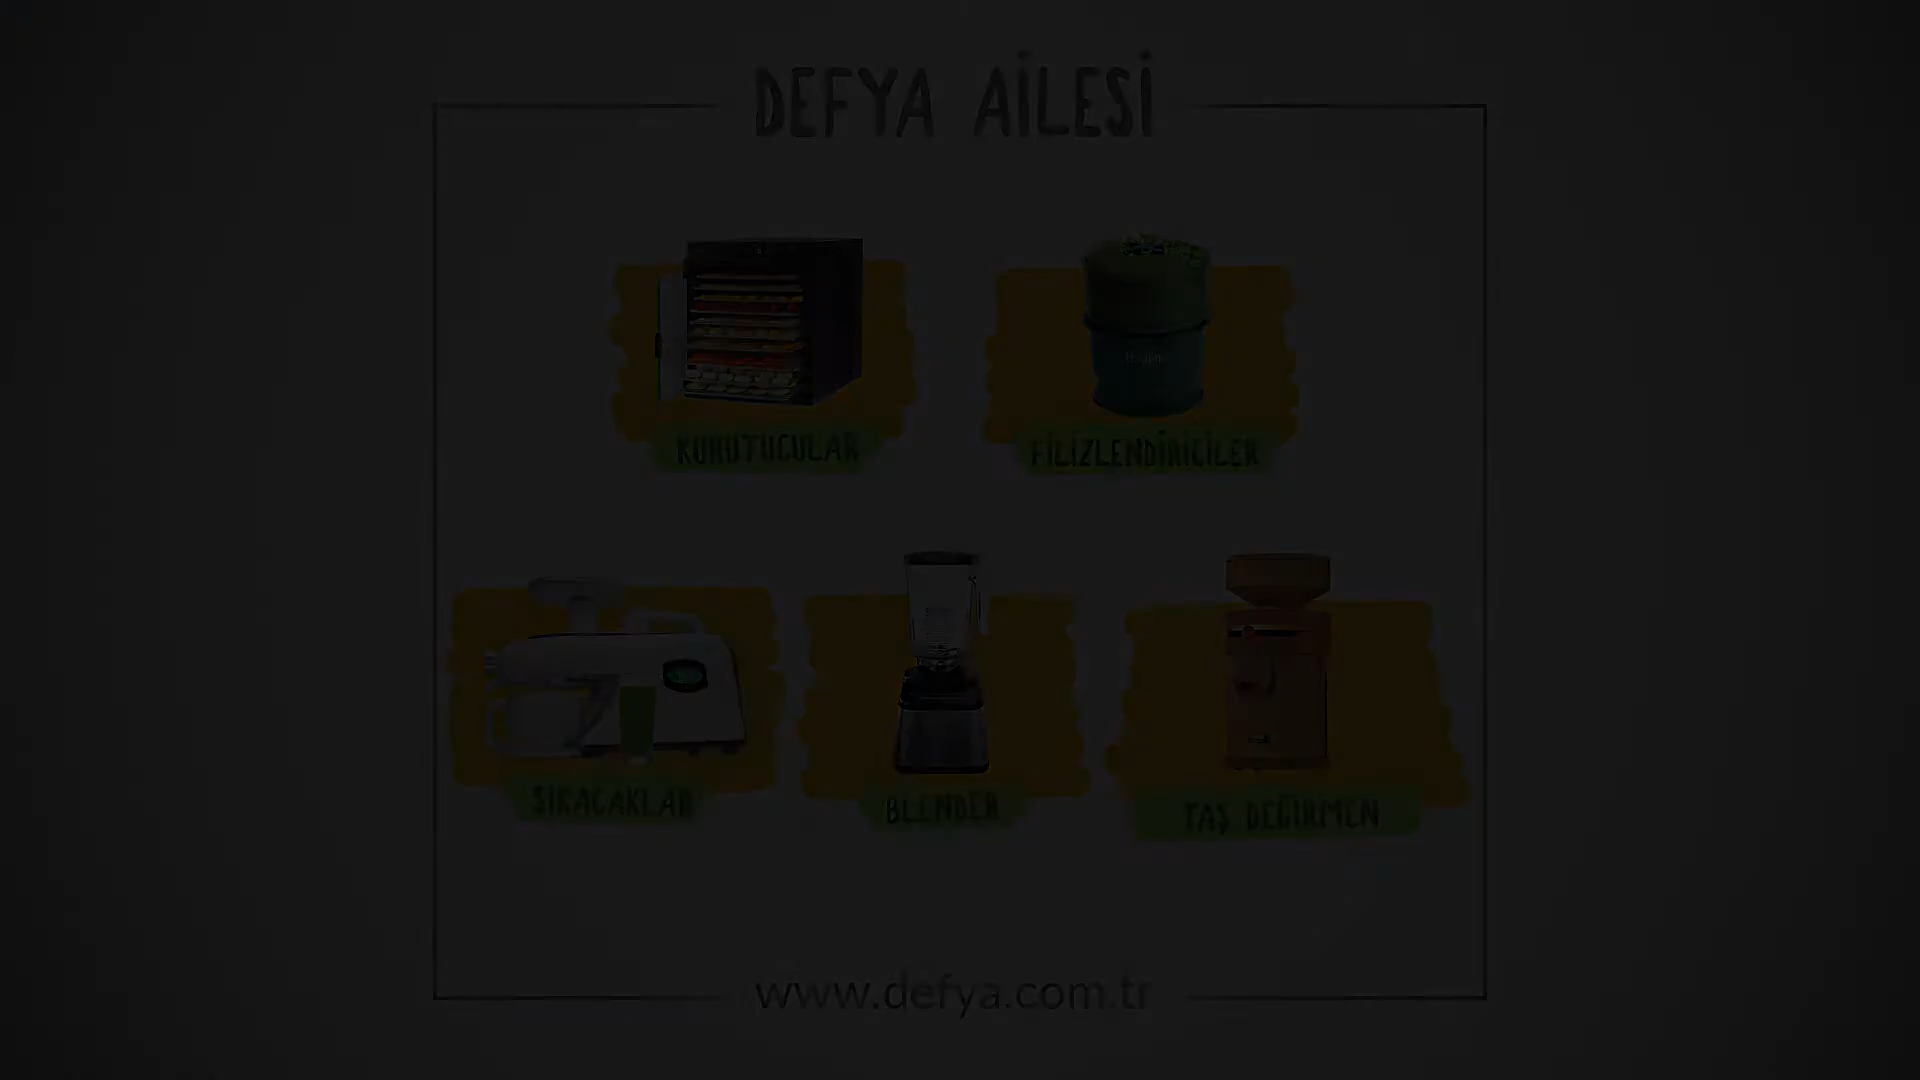 DEFYA AİLESİ
KURUTUCULAR
FİLİZLENDİRİCİLER
SIKACAKLAR
BLENDER
TAŞ DEĞİRMEN
www.defya.com.tr